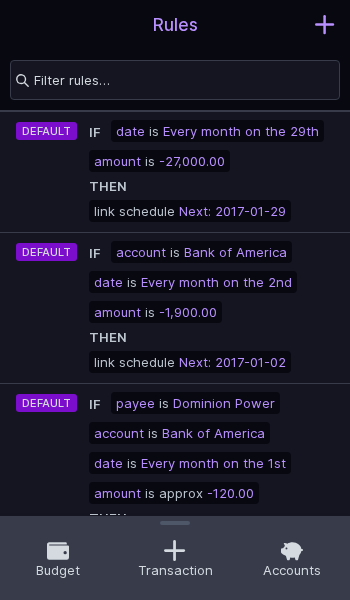 Rules
Filter rules...
DEFAULT IF date is Every month on the 29th
amount is -27,000.00
THEN
link schedule Next: 2017-01-29
DEFAULT IF account is Bank of America
date is Every month on the 2nd
amount is -1,900.00
THEN
link schedule Next: 2017-01-02
DEFAULT IF payee is Dominion Power
account is Bank of America
date is Every month on the 1st
amount is approx -120.00
Budget Transaction Accounts